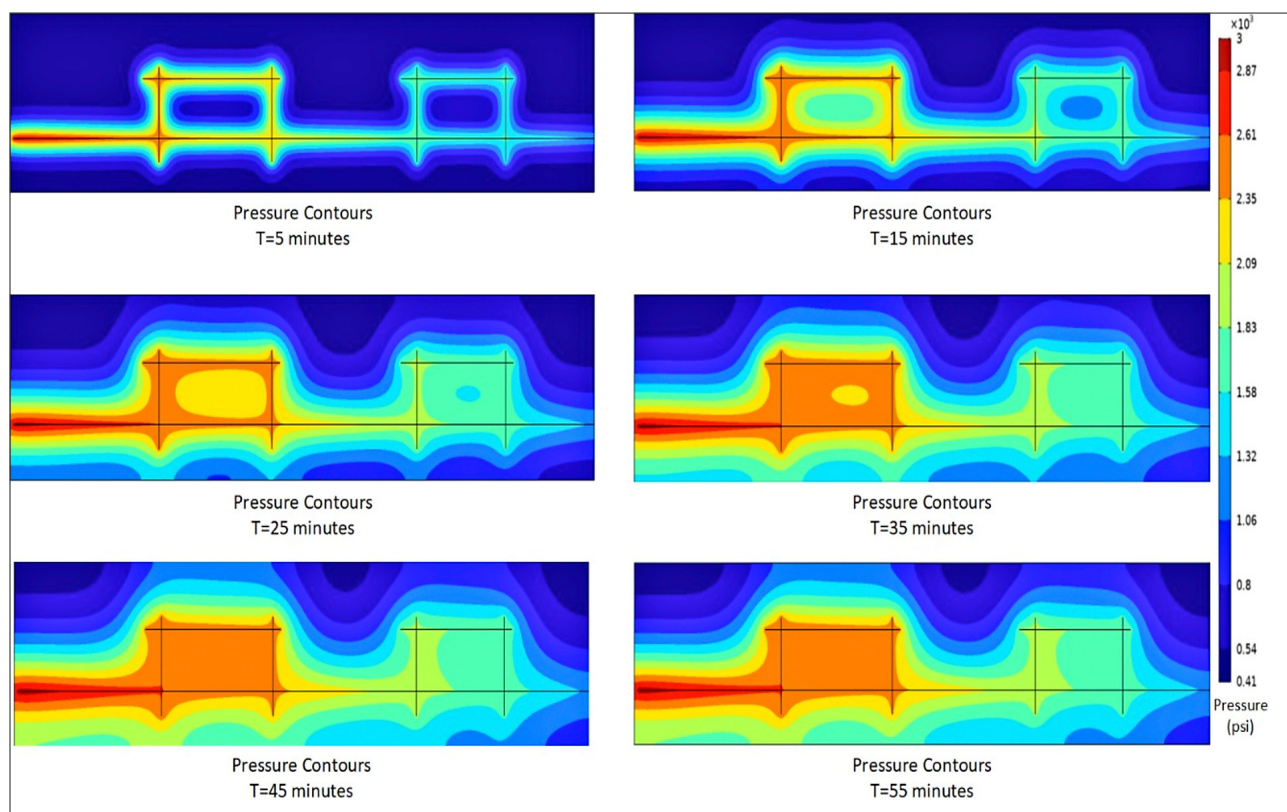 ×10³
3
2.87
2.61
2.35
2.09
1.83
1.58
1.32
1.06
0.8
0.54
0.41
Pressure
(psi)
Pressure Contours
T=5 minutes
Pressure Contours
T=15 minutes
Pressure Contours
T=25 minutes
Pressure Contours
T=35 minutes
Pressure Contours
T=45 minutes
Pressure Contours
T=55 minutes